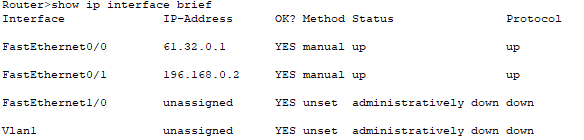 Router>show ip interface brief
Interface              IP-Address      OK? Method Status                Protocol
FastEthernet0/0        61.32.0.1       YES manual up                    up
FastEthernet0/1        196.168.0.2     YES manual up                    up
FastEthernet1/0        unassigned      YES unset  administratively down down
Vlan1                  unassigned      YES unset  administratively down down